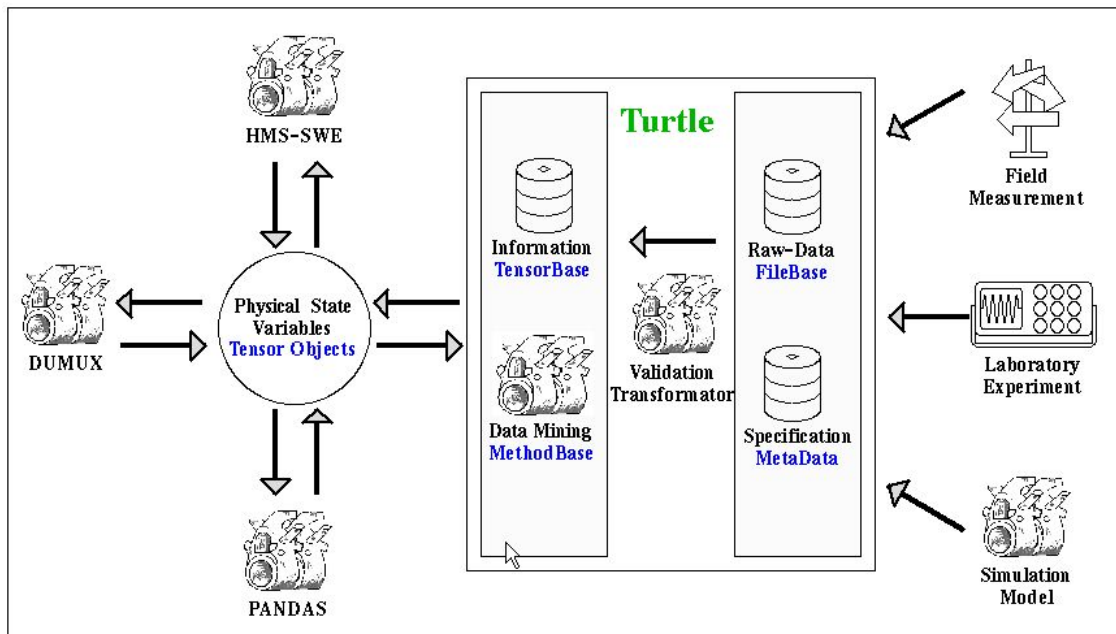 HMS-SWE
DUMUX
Physical State
Variables
Tensor Objects
PANDAS
Turtle
Information
TensorBase
Data Mining
MethodBase
Validation
Transformator
Raw-Data
FileBase
Specification
MetaData
Field
Measurement
Laboratory
Experiment
Simulation
Model